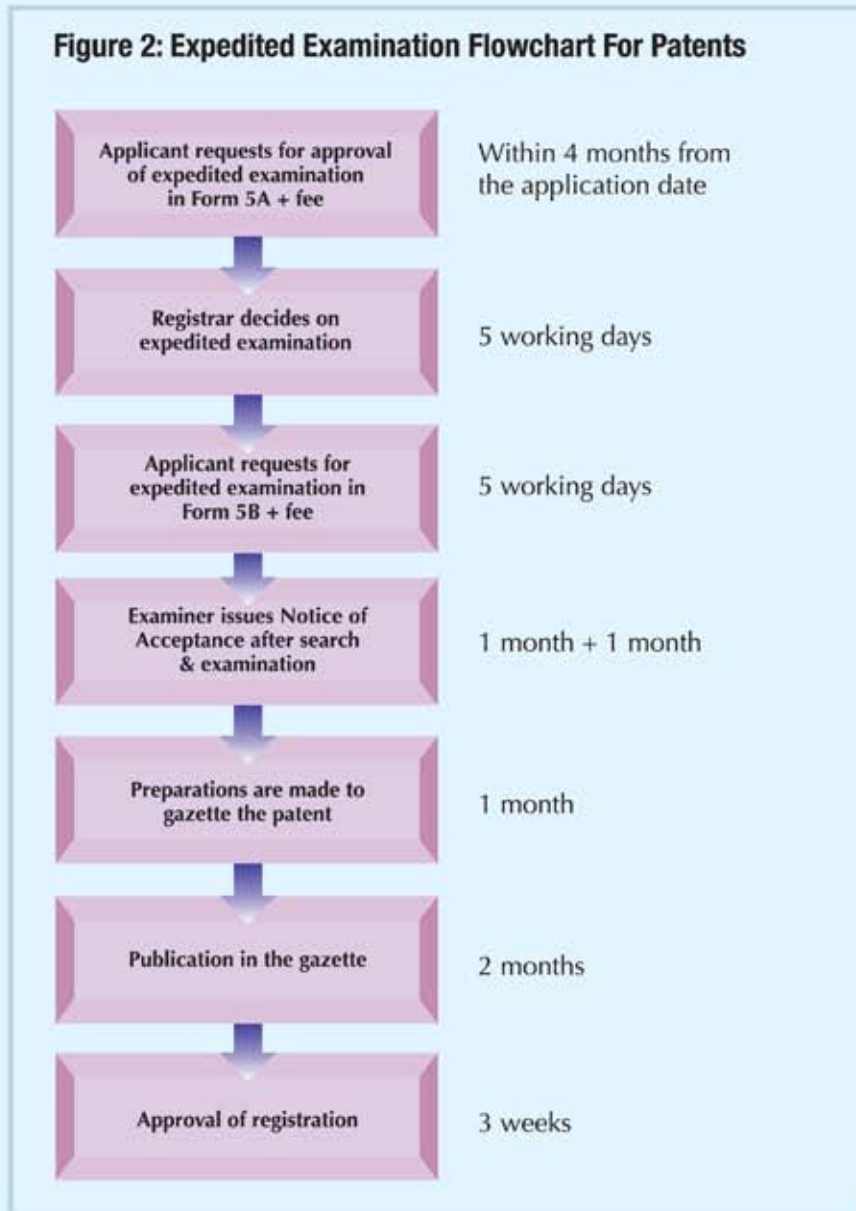 Figure 2: Expedited Examination Flowchart For Patents
Applicant requests for approval
of expedited examination
in Form 5A + fee
Within 4 months from
the application date
Registrar decides on
expedited examination
5 working days
Applicant requests for
expedited examination in
Form 5B + fee
5 working days
Examiner issues Notice of
Acceptance after search
& examination
1 month + 1 month
Preparations are made to
gazette the patent
1 month
Publication in the gazette
2 months
Approval of registration
3 weeks